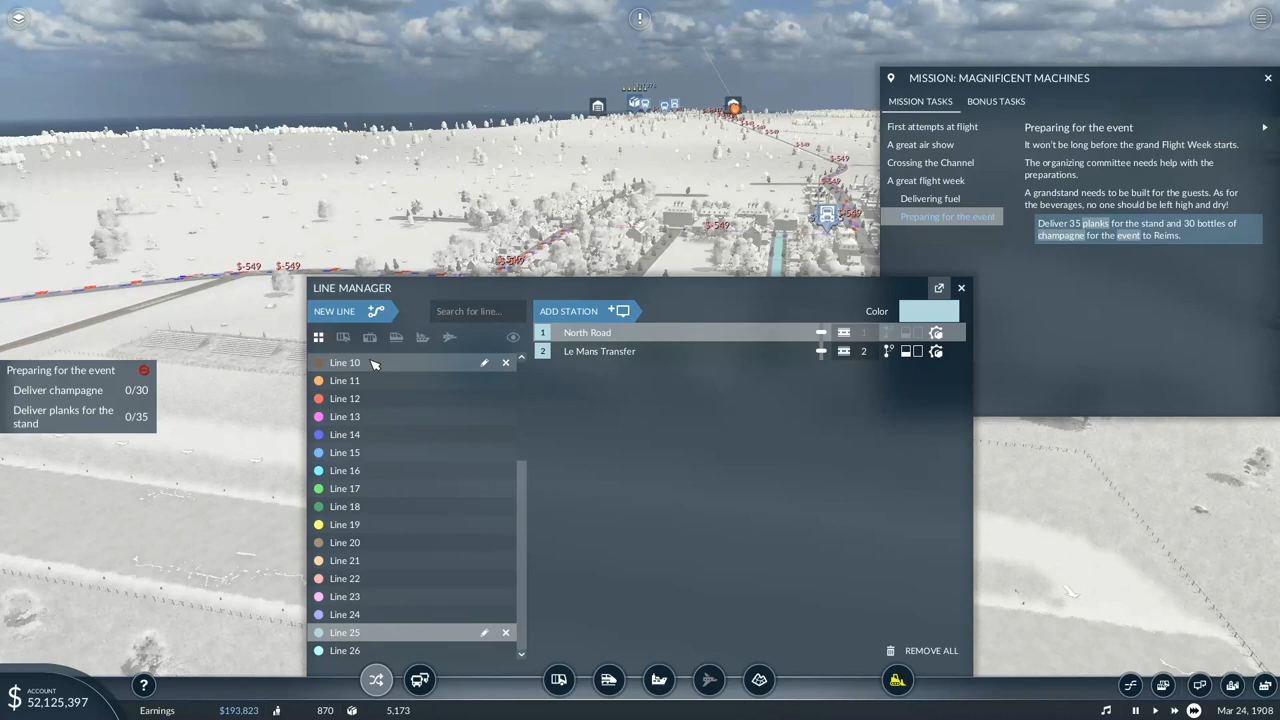 MISSION: MAGNIFICENT MACHINES
MISSION TASKS
BONUS TASKS
First attempts at flight
A great air show
Crossing the Channel
A great flight week
Delivering fuel
Preparing for the event
Preparing for the event
It won't be long before the grand Flight Week starts.
The organizing committee needs help with the
preparations.
A grandstand needs to be built for the guests. As for
the beverages, no one should be left high and dry!
Deliver 35 planks for the stand and 30 bottles of
champagne for the event to Reims.
$-549
$-549
$-549
$-549
$-549
$-549
LINE MANAGER
NEW LINE
Search for line...
ADD STATION
Color
1 North Road 1
2 Le Mans Transfer 2
Line 10
Line 11
Line 12
Line 13
Line 14
Line 15
Line 16
Line 17
Line 18
Line 19
Line 20
Line 21
Line 22
Line 23
Line 24
Line 25
Line 26
REMOVE ALL
Preparing for the event
Deliver champagne 0/30
Deliver planks for the
stand 0/35
$ ACCOUNT
52,125,397
?
Earnings $193,823 870 5,173
Mar 24, 1908